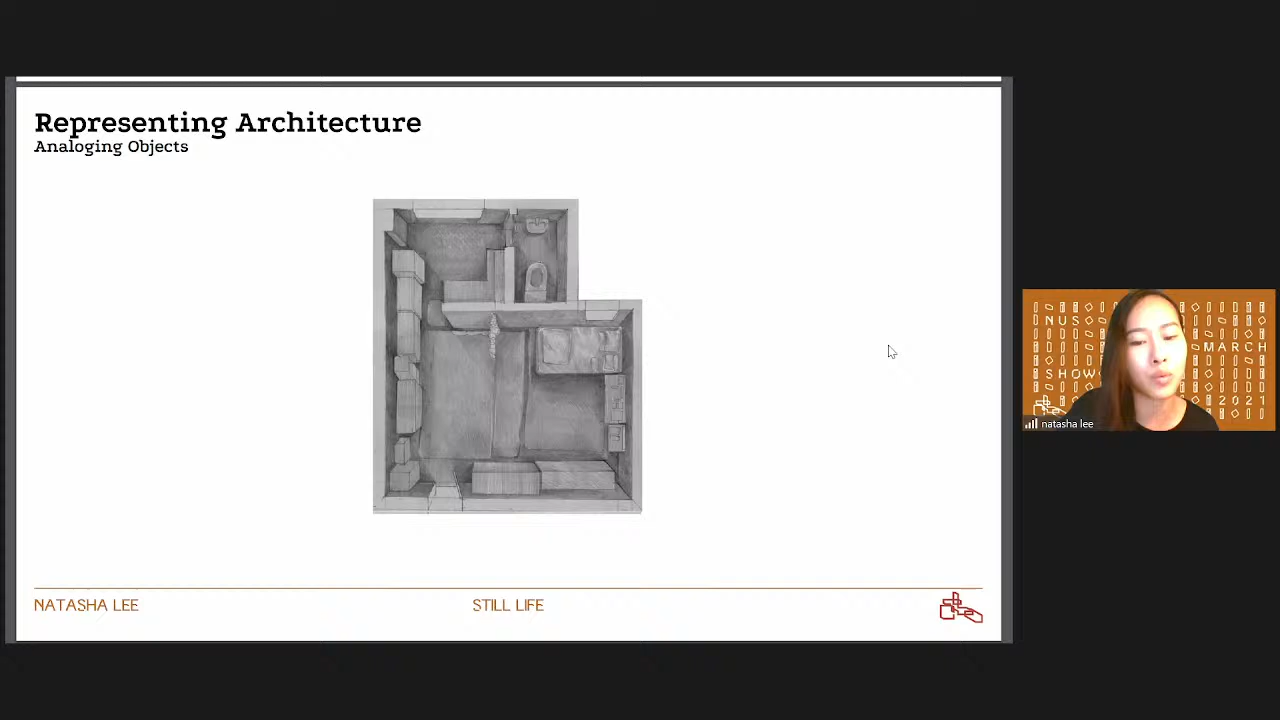 Representing Architecture
Analoging Objects
NATASHA LEE
STILL LIFE
NUS
MARCH
SHOW
2021
natasha lee